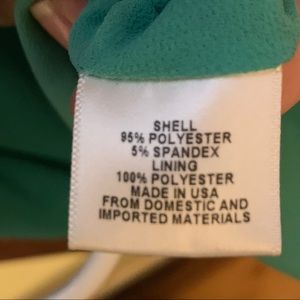 SHELL
95% POLYESTER
5% SPANDEX
LINING
100% POLYESTER
MADE IN USA
FROM DOMESTIC AND
IMPORTED MATERIALS